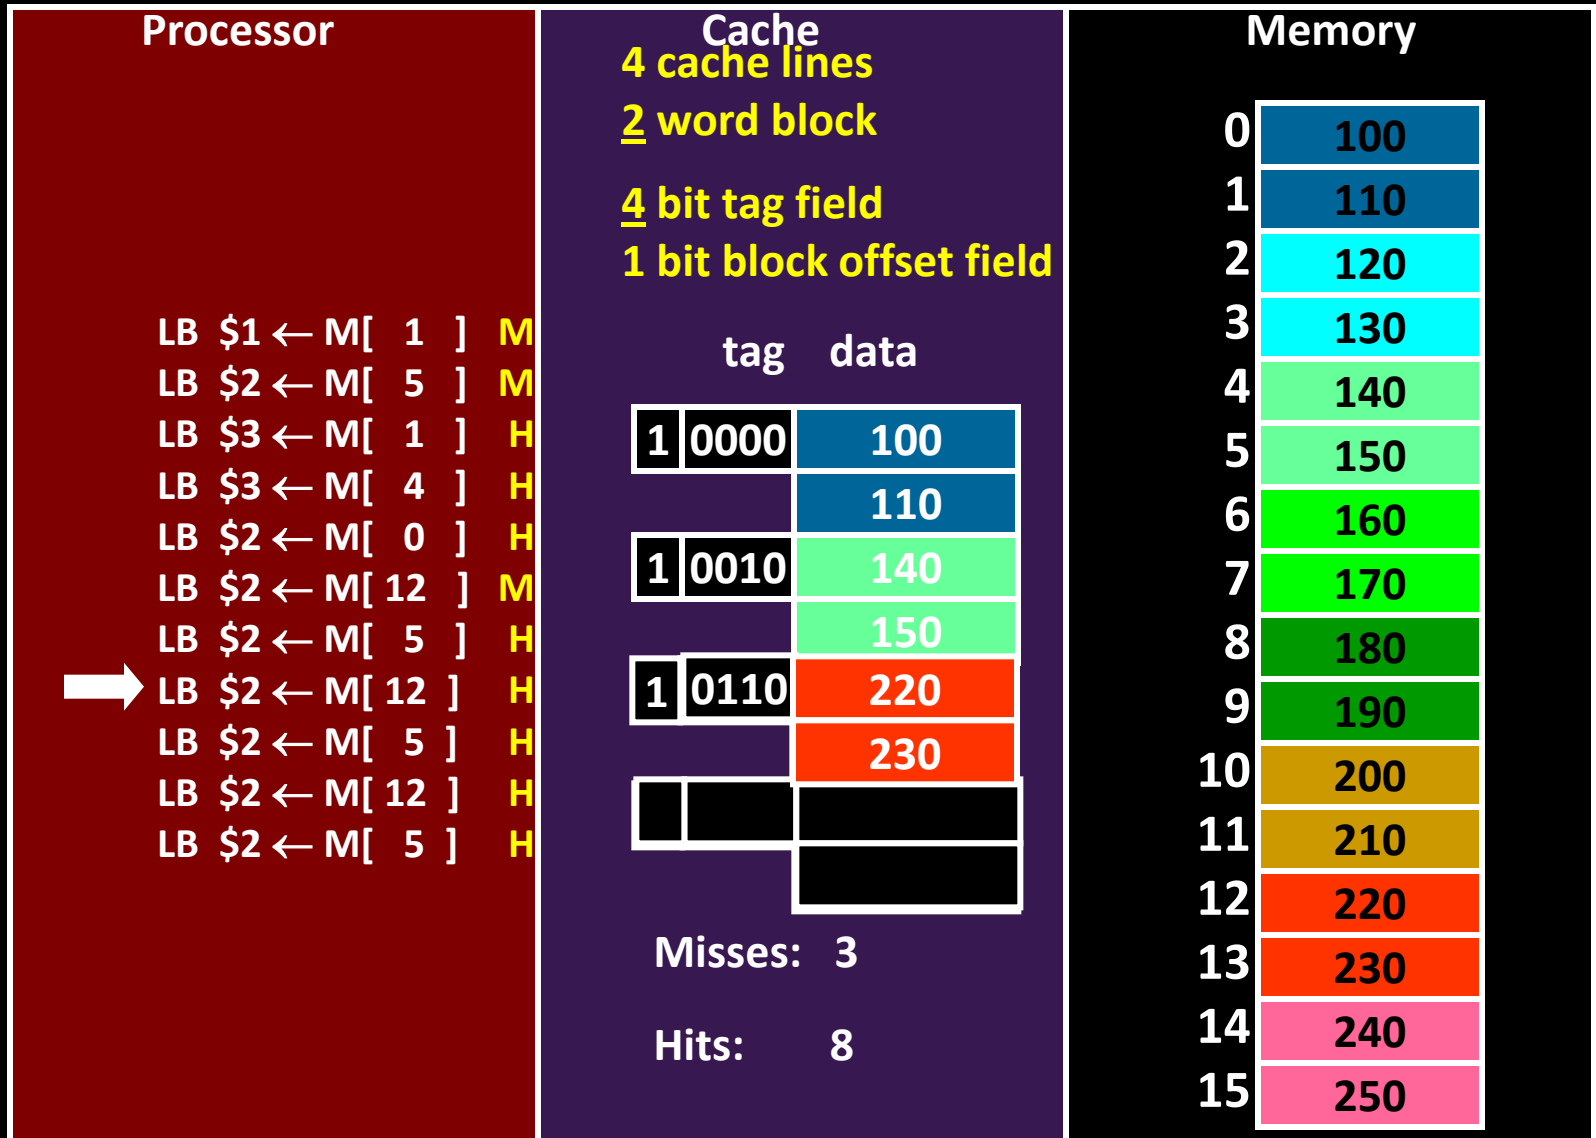 Processor
LB $1 ← M[ 1 ] M
LB $2 ← M[ 5 ] M
LB $3 ← M[ 1 ] H
LB $3 ← M[ 4 ] H
LB $2 ← M[ 0 ] H
LB $2 ← M[ 12 ] M
LB $2 ← M[ 5 ] H
LB $2 ← M[ 12 ] H
LB $2 ← M[ 5 ] H
LB $2 ← M[ 12 ] H
LB $2 ← M[ 5 ] H
Cache
4 cache lines
2 word block
4 bit tag field
1 bit block offset field
tag data
1 0000 100
110
1 0010 140
150
1 0110 220
230
Misses: 3
Hits: 8
Memory
0 100
1 110
2 120
3 130
4 140
5 150
6 160
7 170
8 180
9 190
10 200
11 210
12 220
13 230
14 240
15 250